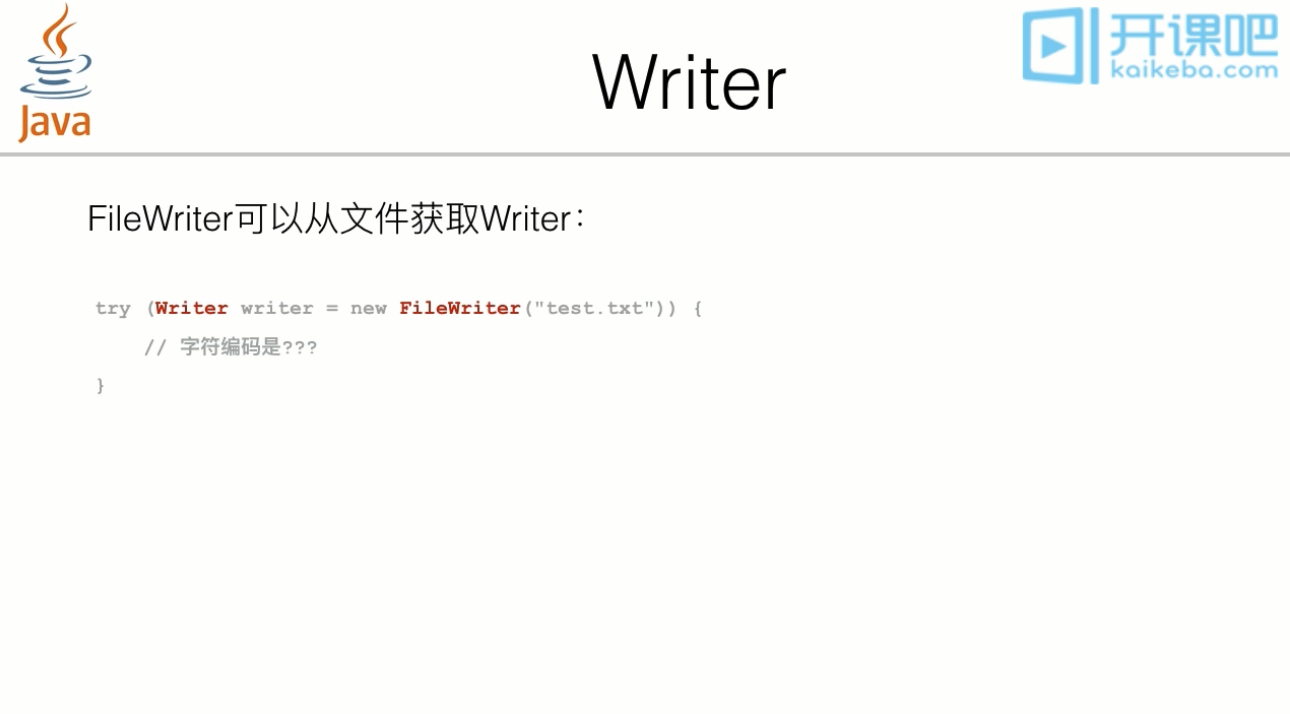 Java
Writer
开课吧
kaikeba.com
FileWriter可以从文件获取Writer：
try (Writer writer = new FileWriter("test.txt")) {
    // 字符编码是???
}